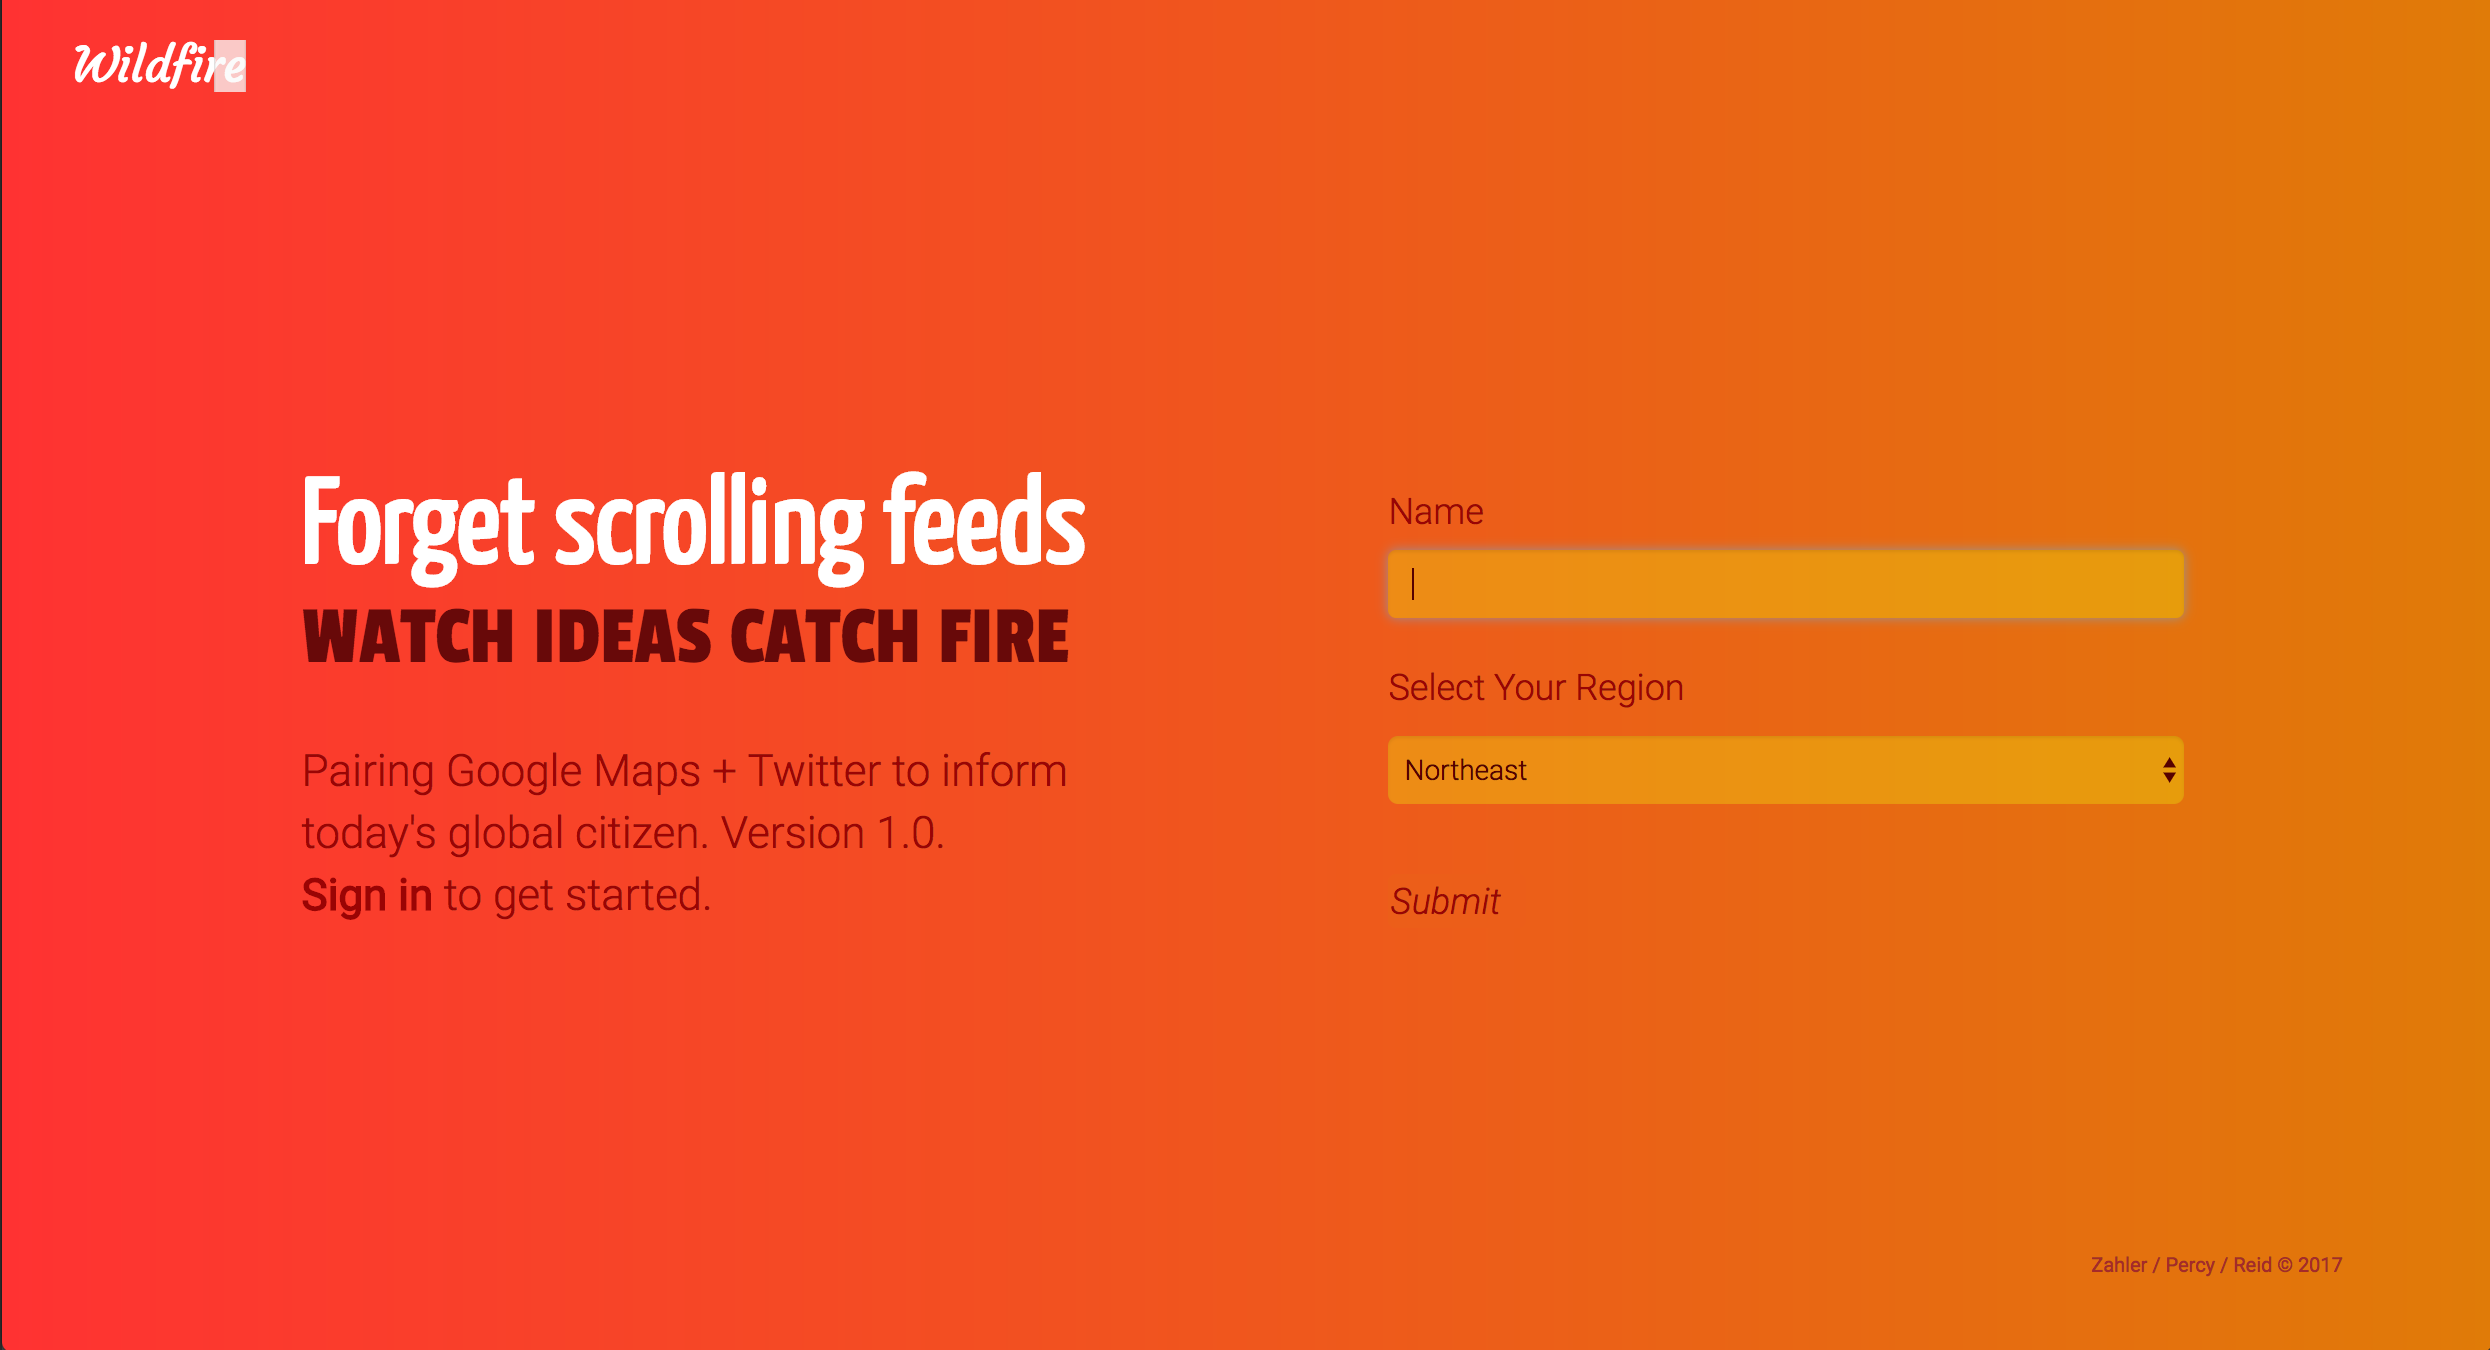 Wildfire
Forget scrolling feeds
WATCH IDEAS CATCH FIRE
Pairing Google Maps + Twitter to inform
today's global citizen. Version 1.0.
Sign in to get started.
Name
Select Your Region
Northeast
Submit
Zahler / Percy / Reid © 2017